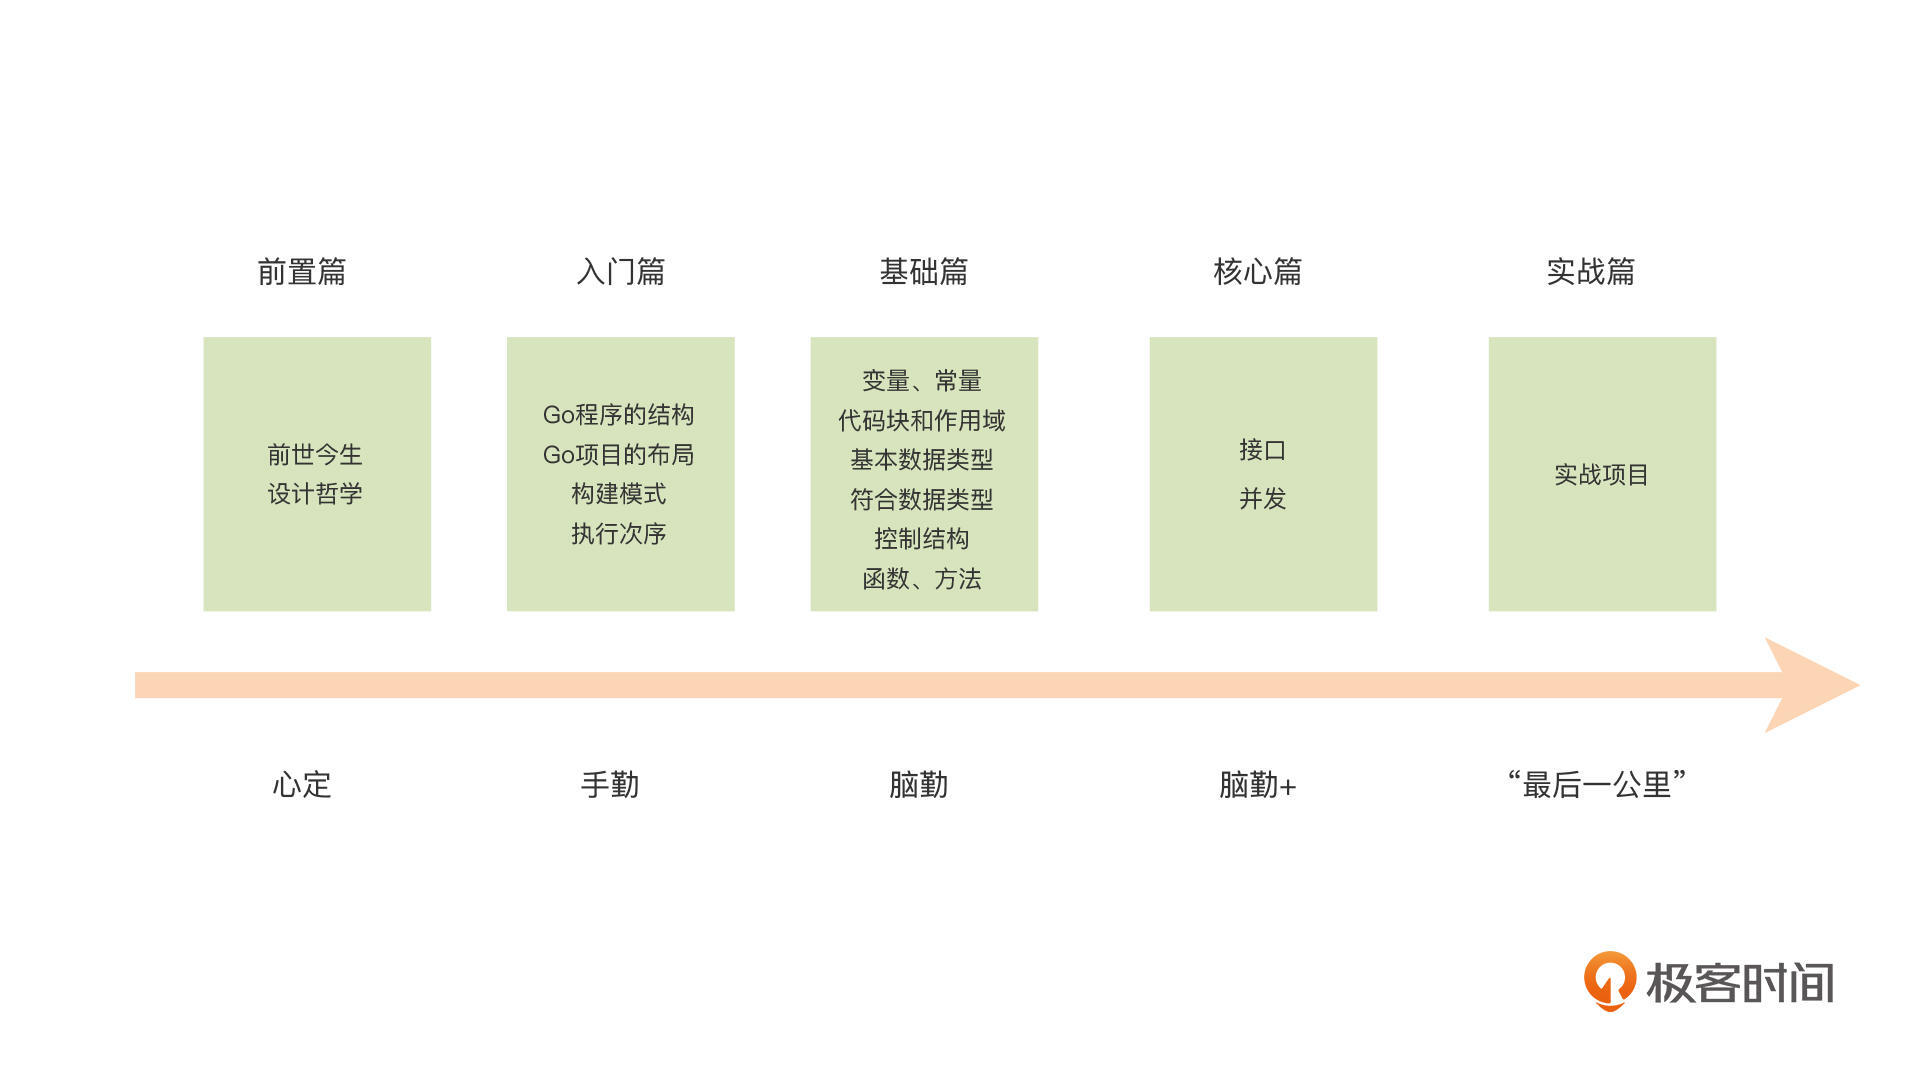 前置篇
入门篇
基础篇
核心篇
实战篇
前世今生
设计哲学
Go程序的结构
Go项目的布局
构建模式
执行次序
变量、常量
代码块和作用域
基本数据类型
符合数据类型
控制结构
函数、方法
接口
并发
实战项目
心定
手勤
脑勤
脑勤+
“最后一公里”
极客时间